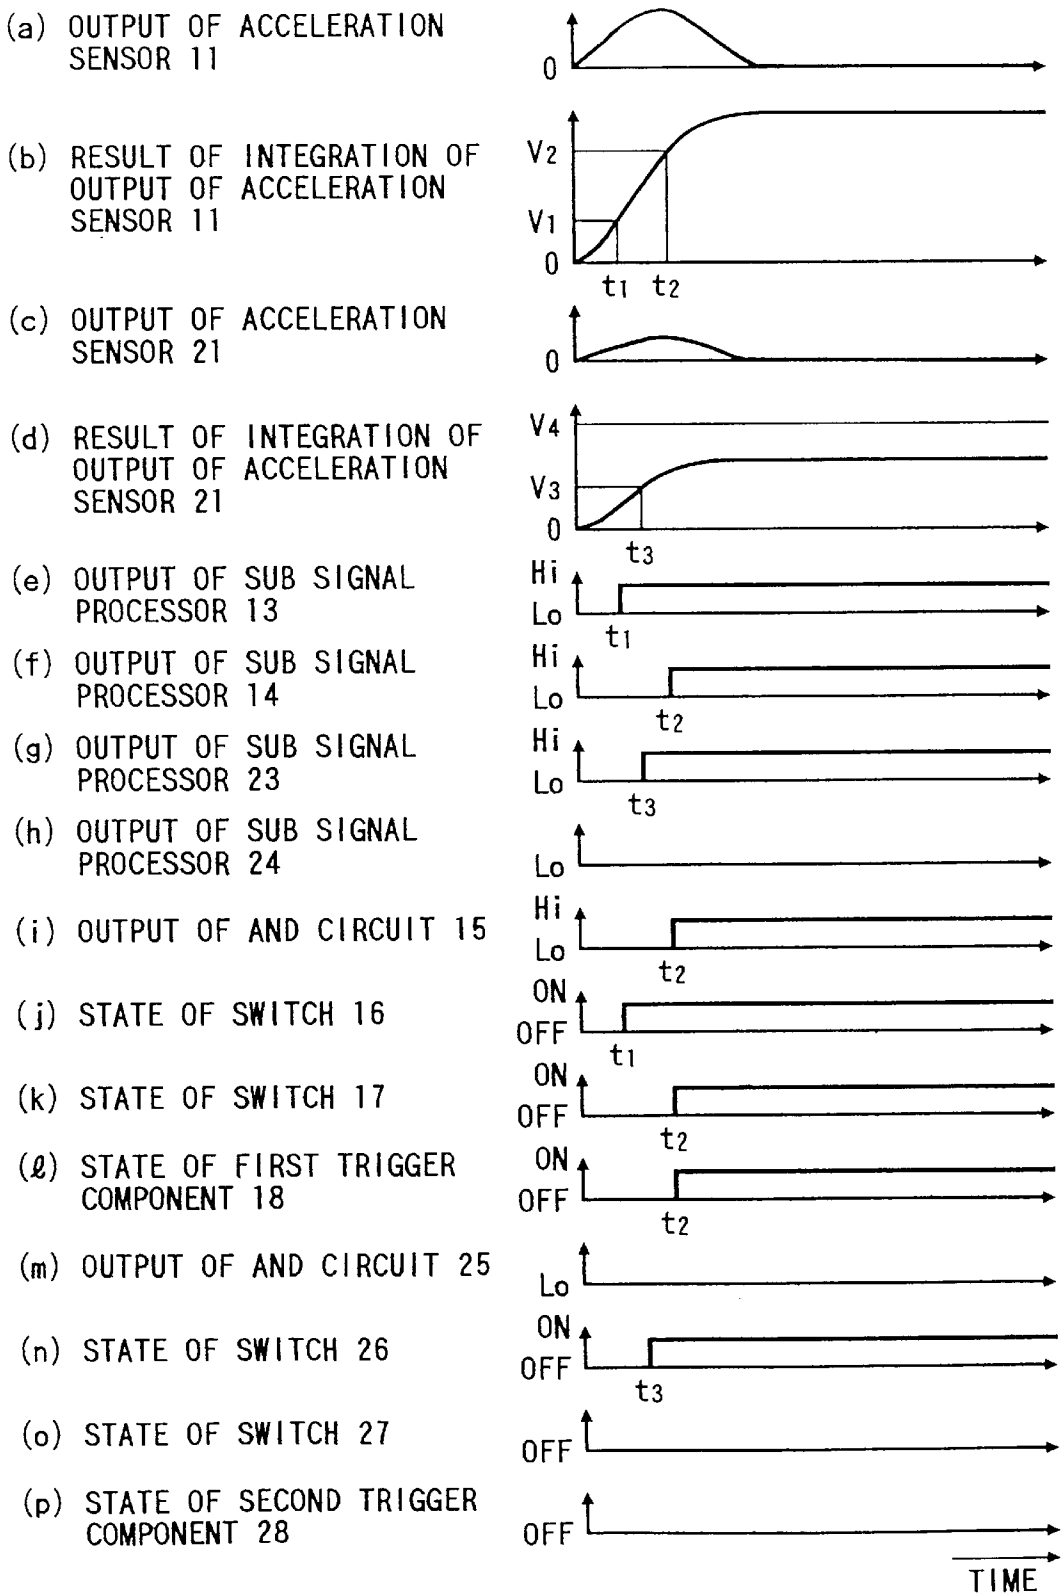 (a) OUTPUT OF ACCELERATION
SENSOR 11
0
(b) RESULT OF INTEGRATION OF
OUTPUT OF ACCELERATION
SENSOR 11
V2
V1
0
t1 t2
(c) OUTPUT OF ACCELERATION
SENSOR 21
0
(d) RESULT OF INTEGRATION OF
OUTPUT OF ACCELERATION
SENSOR 21
V4
V3
0
t3
(e) OUTPUT OF SUB SIGNAL
PROCESSOR 13
Hi
Lo
t1
(f) OUTPUT OF SUB SIGNAL
PROCESSOR 14
Hi
Lo
t2
(g) OUTPUT OF SUB SIGNAL
PROCESSOR 23
Hi
Lo
t3
(h) OUTPUT OF SUB SIGNAL
PROCESSOR 24
Lo
(i) OUTPUT OF AND CIRCUIT 15
Hi
Lo
t2
(j) STATE OF SWITCH 16
ON
OFF
t1
(k) STATE OF SWITCH 17
ON
OFF
t2
(ℓ) STATE OF FIRST TRIGGER
COMPONENT 18
ON
OFF
t2
(m) OUTPUT OF AND CIRCUIT 25
Lo
(n) STATE OF SWITCH 26
ON
OFF
t3
(o) STATE OF SWITCH 27
OFF
(p) STATE OF SECOND TRIGGER
COMPONENT 28
OFF
TIME